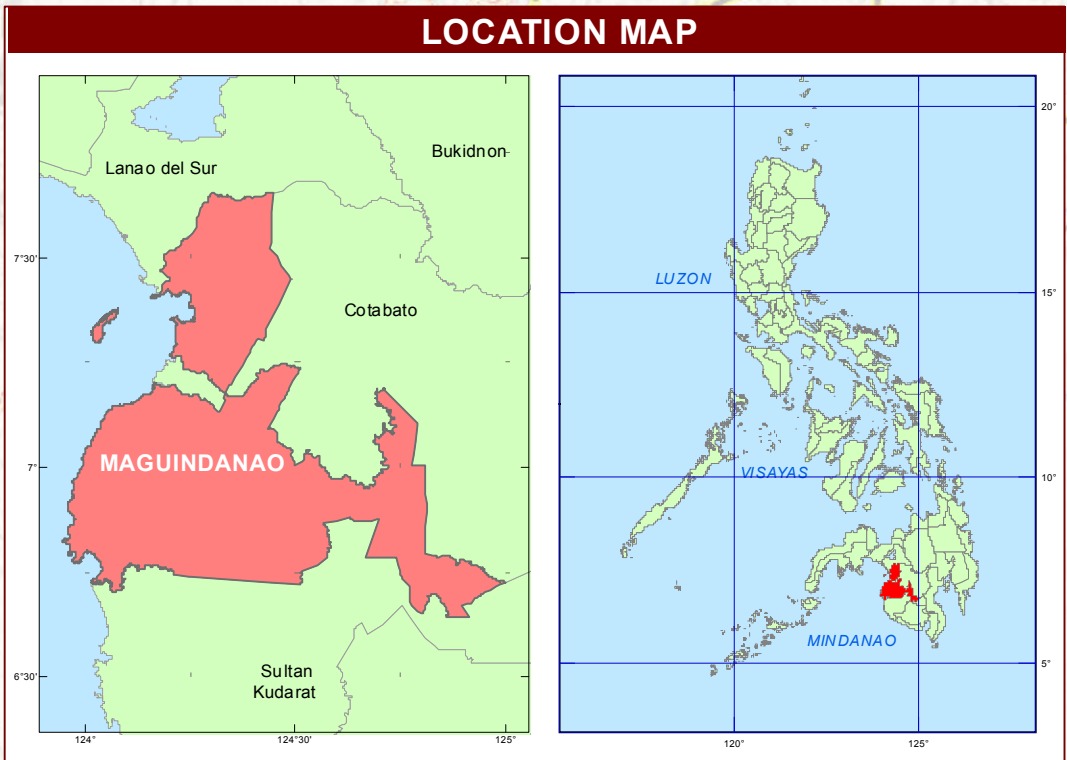 LOCATION MAP
Lanao del Sur
Bukidnon
7°30'
Cotabato
MAGUINDANAO
7°
Sultan
Kudarat
6°30'
124°
124°30'
125°
20°
LUZON
15°
VISAYAS
10°
MINDANAO
5°
120°
125°